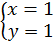 x = 1
y = 1